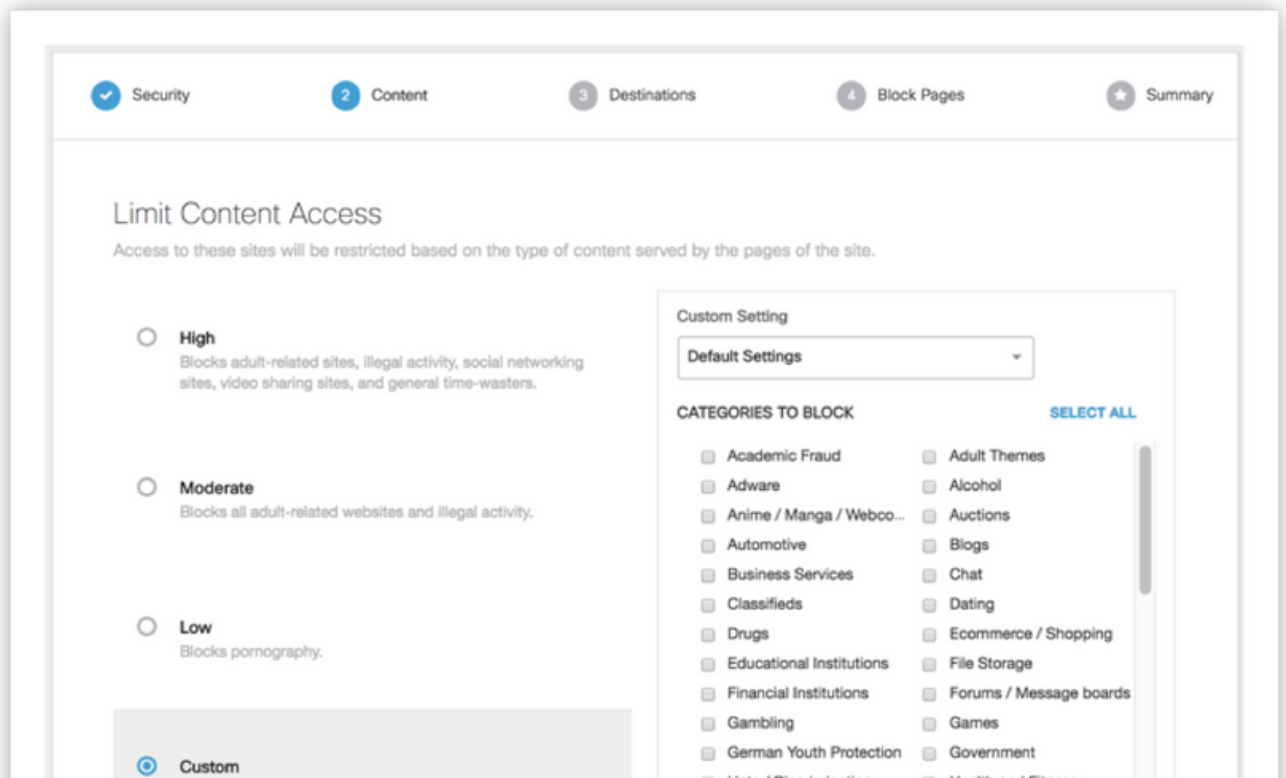 Security
2 Content
3 Destinations
4 Block Pages
Summary
Limit Content Access
Access to these sites will be restricted based on the type of content served by the pages of the site.
High
Blocks adult-related sites, illegal activity, social networking
sites, video sharing sites, and general time-wasters.
Moderate
Blocks all adult-related websites and illegal activity.
Low
Blocks pornography.
Custom
Custom Setting
Default Settings
CATEGORIES TO BLOCK SELECT ALL
Academic Fraud Adult Themes
Adware Alcohol
Anime / Manga / Webco... Auctions
Automotive Blogs
Business Services Chat
Classifieds Dating
Drugs Ecommerce / Shopping
Educational Institutions File Storage
Financial Institutions Forums / Message boards
Gambling Games
German Youth Protection Government